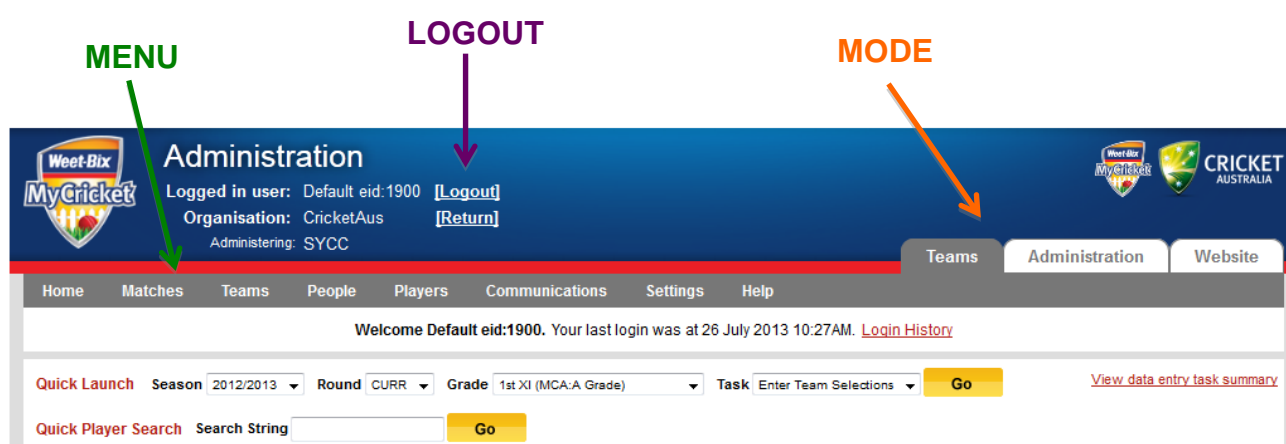 LOGOUT
MENU
MODE
Weet-Bix
MyCricket
Administration
Logged in user: Default eid:1900 [Logout]
Organisation: CricketAus [Return]
Administering: SYCC
Weet-Bix
MyCricket
CRICKET
AUSTRALIA
Teams Administration Website
Home Matches Teams People Players Communications Settings Help
Welcome Default eid:1900. Your last login was at 26 July 2013 10:27AM. Login History
Quick Launch Season 2012/2013 Round CURR Grade 1st XI (MCA:A Grade) Task Enter Team Selections Go View data entry task summary
Quick Player Search Search String Go